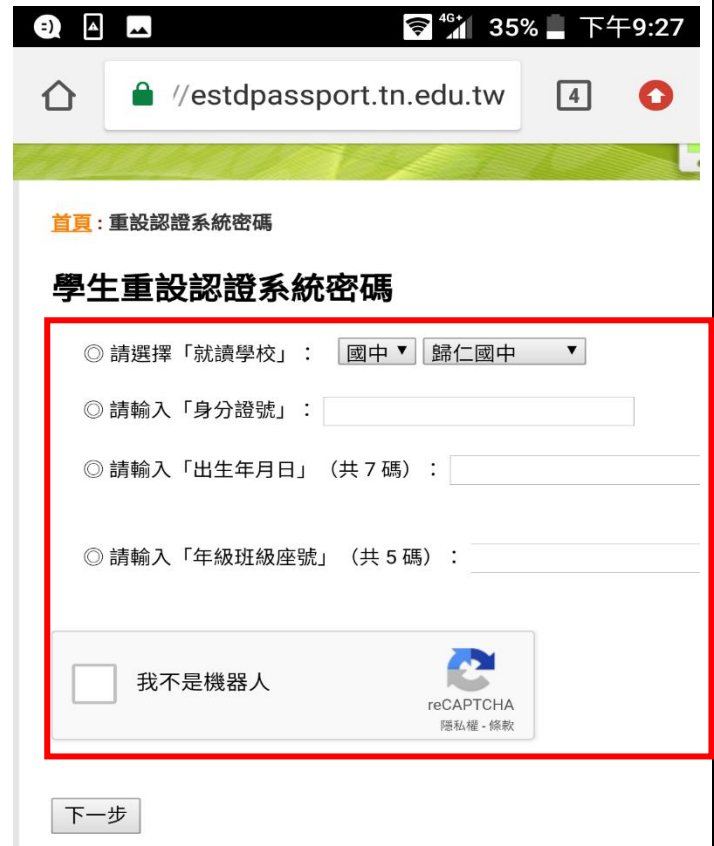 4G+ 35% 下午9:27
//estdpassport.tn.edu.tw 4
首頁 : 重設認證系統密碼
學生重設認證系統密碼
◎ 請選擇「就讀學校」： 國中▼ 歸仁國中 ▼
◎ 請輸入「身分證號」：
◎ 請輸入「出生年月日」（共 7 碼）：
◎ 請輸入「年級班級座號」（共 5 碼）：
我不是機器人
reCAPTCHA
隱私權 - 條款
下一步